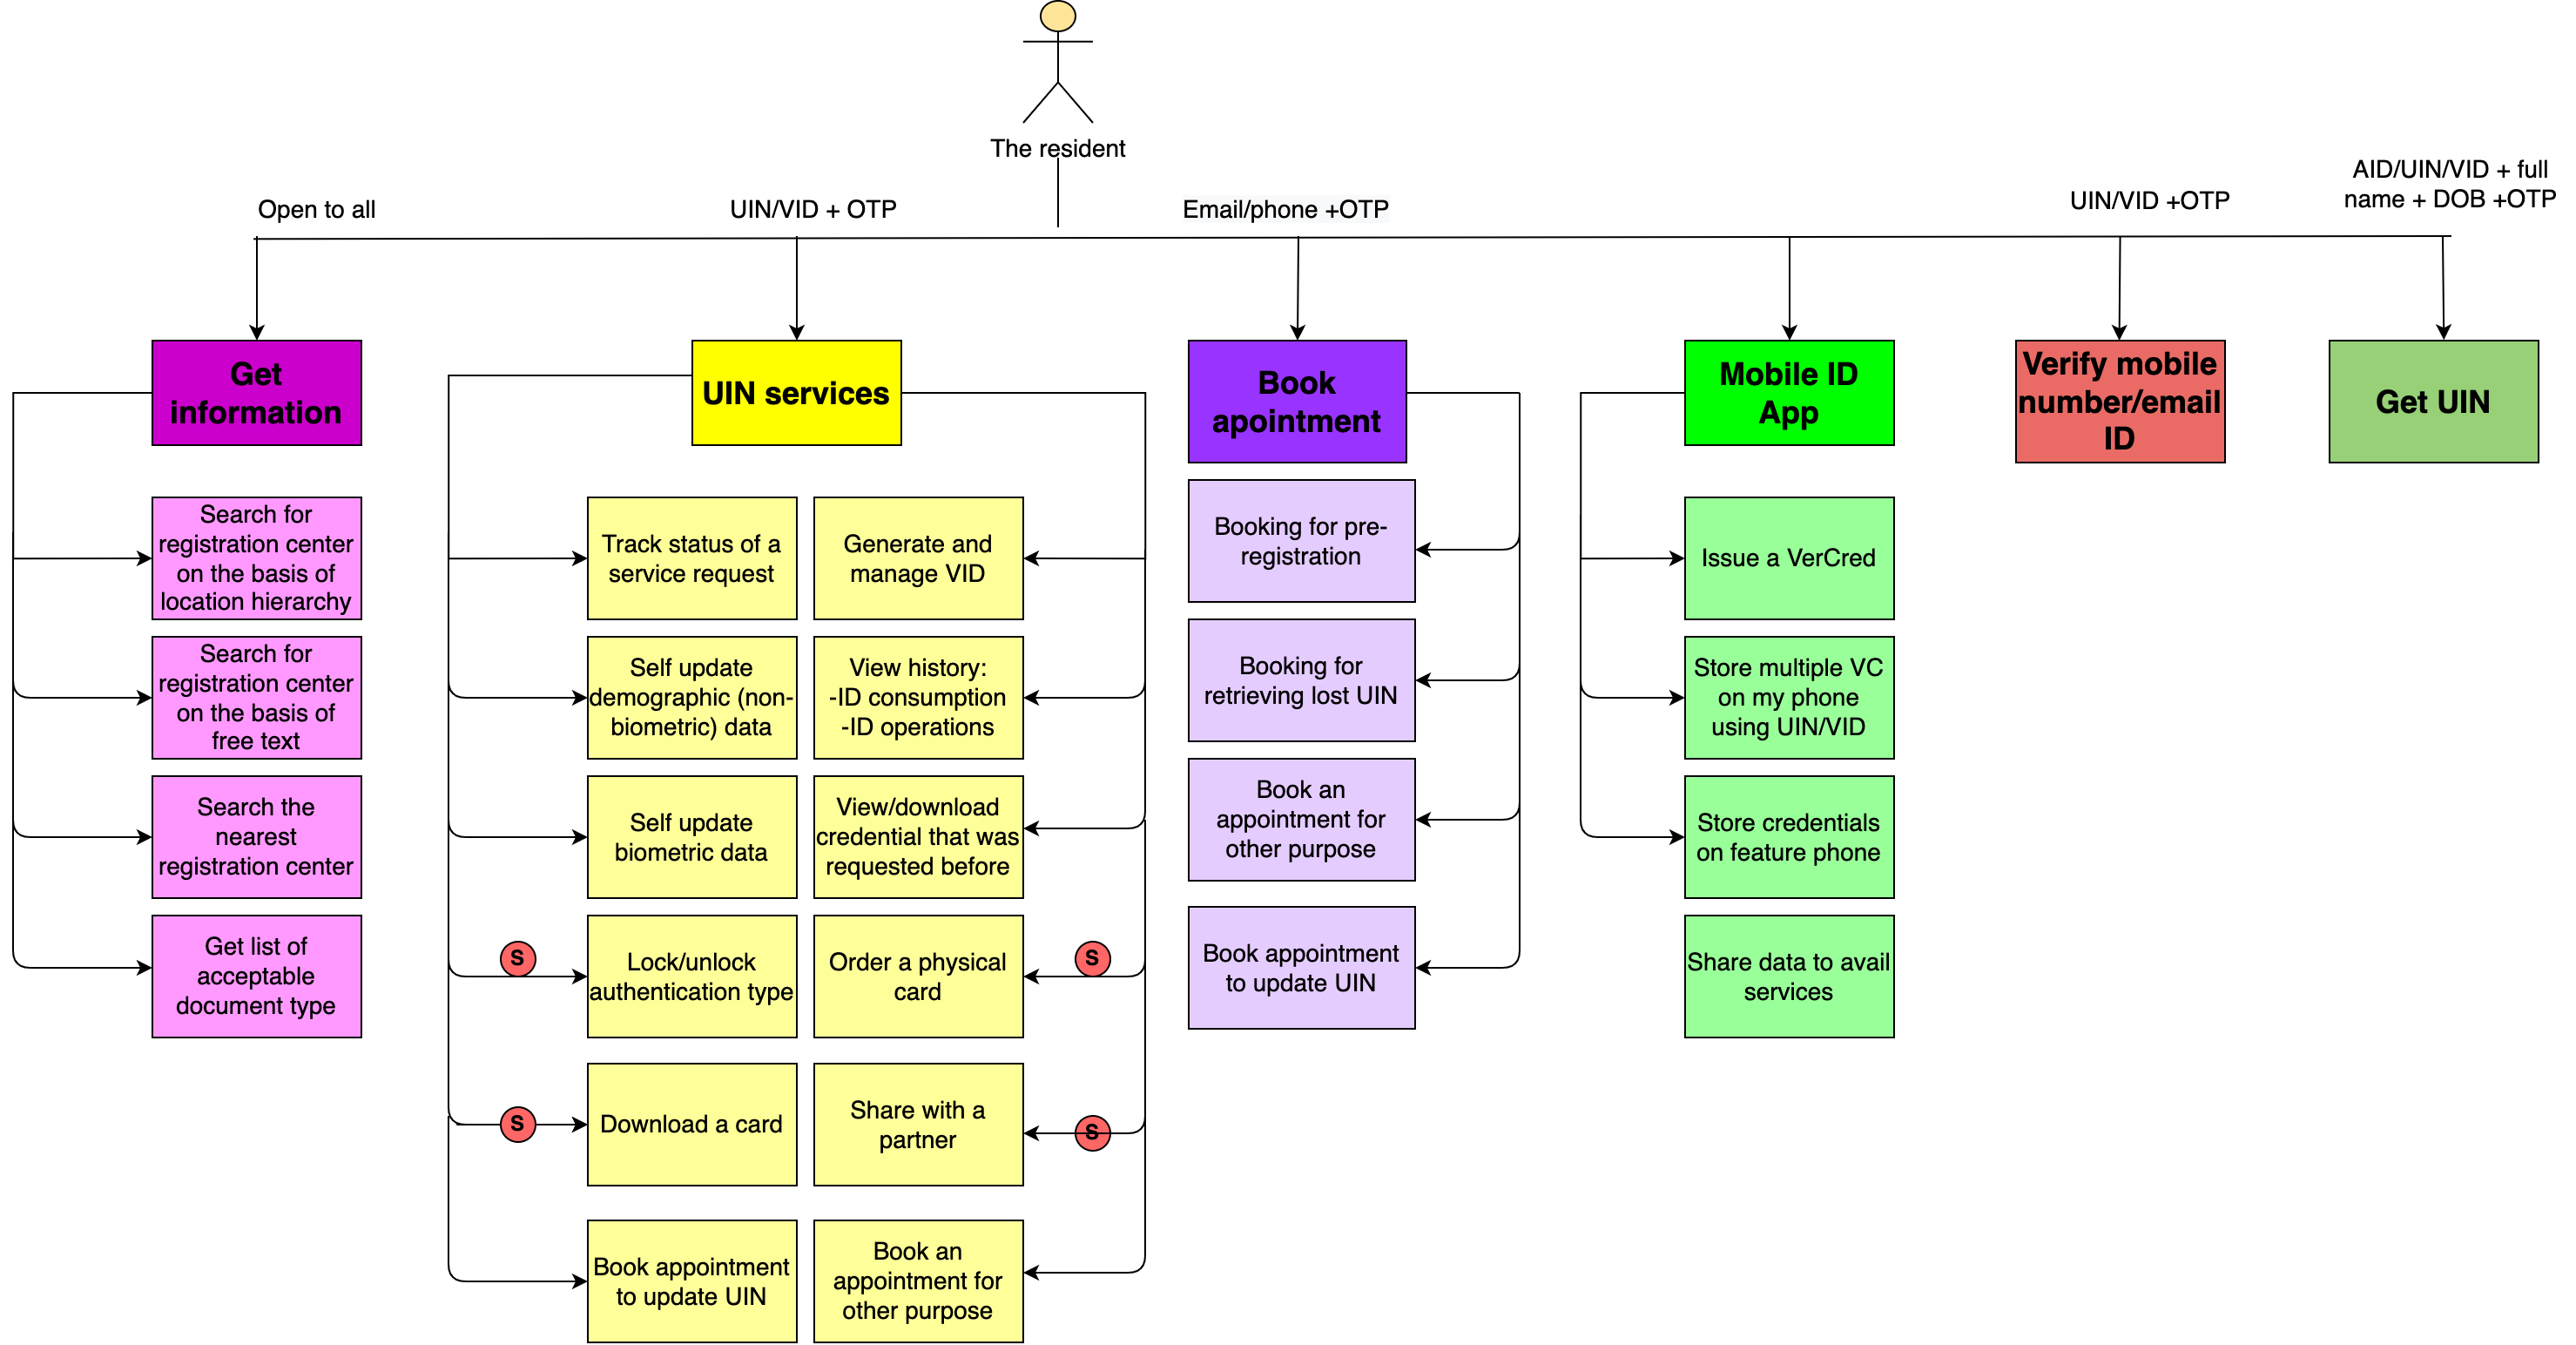 The resident
Open to all
UIN/VID + OTP
Email/phone +OTP
UIN/VID +OTP
AID/UIN/VID + full
name + DOB +OTP
Get
information
UIN services
Book
apointment
Mobile ID
App
Verify mobile
number/email
ID
Get UIN
Search for
registration center
on the basis of
location hierarchy
Search for
registration center
on the basis of
free text
Search the
nearest
registration center
Get list of
acceptable
document type
Track status of a
service request
Self update
demographic (non-
biometric) data
Self update
biometric data
S
Lock/unlock
authentication type
S
Download a card
Book appointment
to update UIN
Generate and
manage VID
View history:
-ID consumption
-ID operations
View/download
credential that was
requested before
Order a physical
card
S
Share with a
partner
S
Book an
appointment for
other purpose
Booking for pre-
registration
Booking for
retrieving lost UIN
Book an
appointment for
other purpose
Book appointment
to update UIN
Issue a VerCred
Store multiple VC
on my phone
using UIN/VID
Store credentials
on feature phone
Share data to avail
services